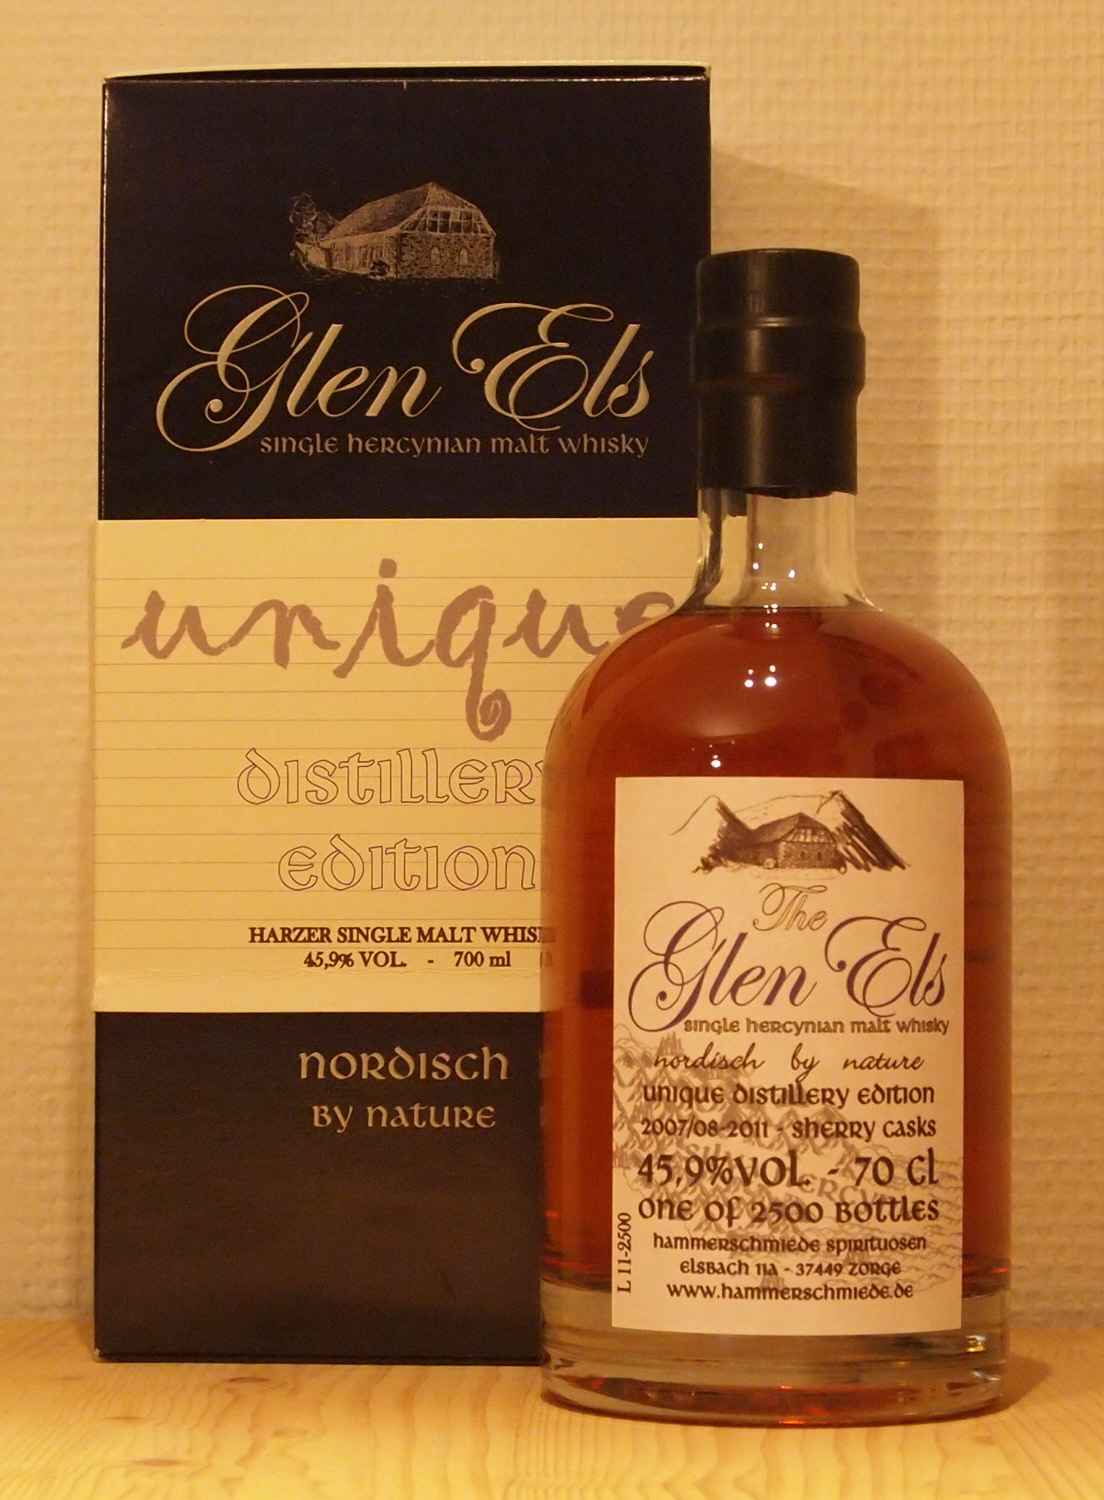 Glen Els
single hercynian malt whisky
unique
distillery
edition
HARZER SINGLE MALT
45,9% VOL. - 700 ml
nordisch
by nature
The
Glen Els
single hercynian malt whisky
nordisch by nature
unique distillery edition
2007/08-2011 - sherry casks
45,9%VOL. - 70 cl
one of 2500 bottles
hammerschmiede spirituosen
elsbach 11a - 37449 zorge
www.hammerschmiede.de
L 11-2500